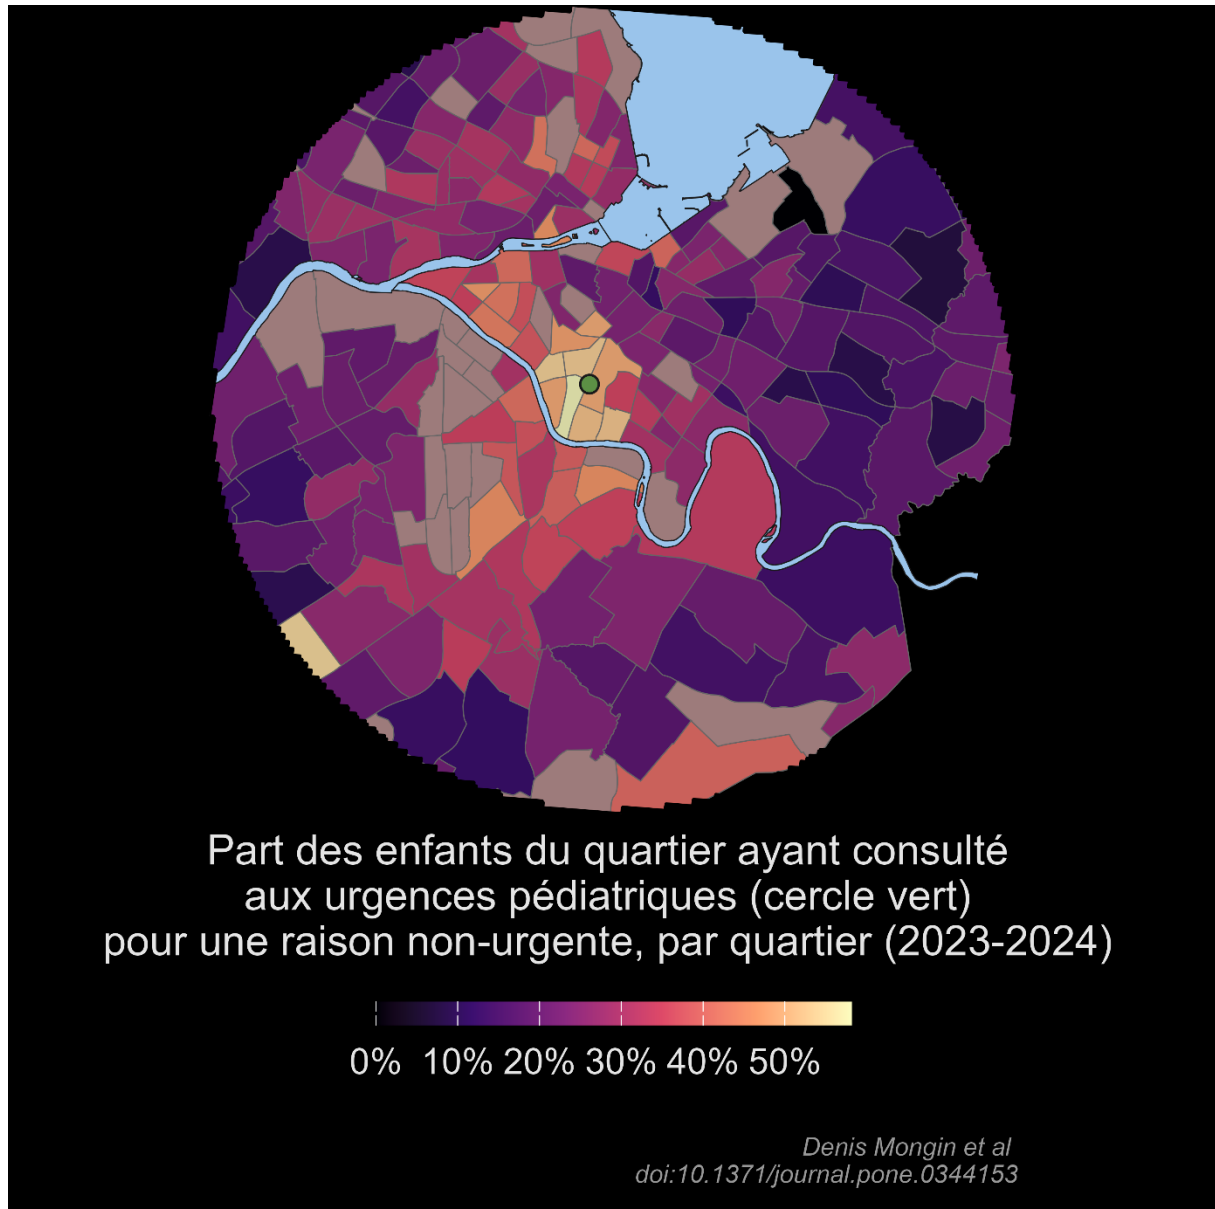 Part des enfants du quartier ayant consulté
aux urgences pédiatriques (cercle vert)
pour une raison non-urgente, par quartier (2023-2024)
0% 10% 20% 30% 40% 50%
Denis Mongin et al
doi:10.1371/journal.pone.0344153